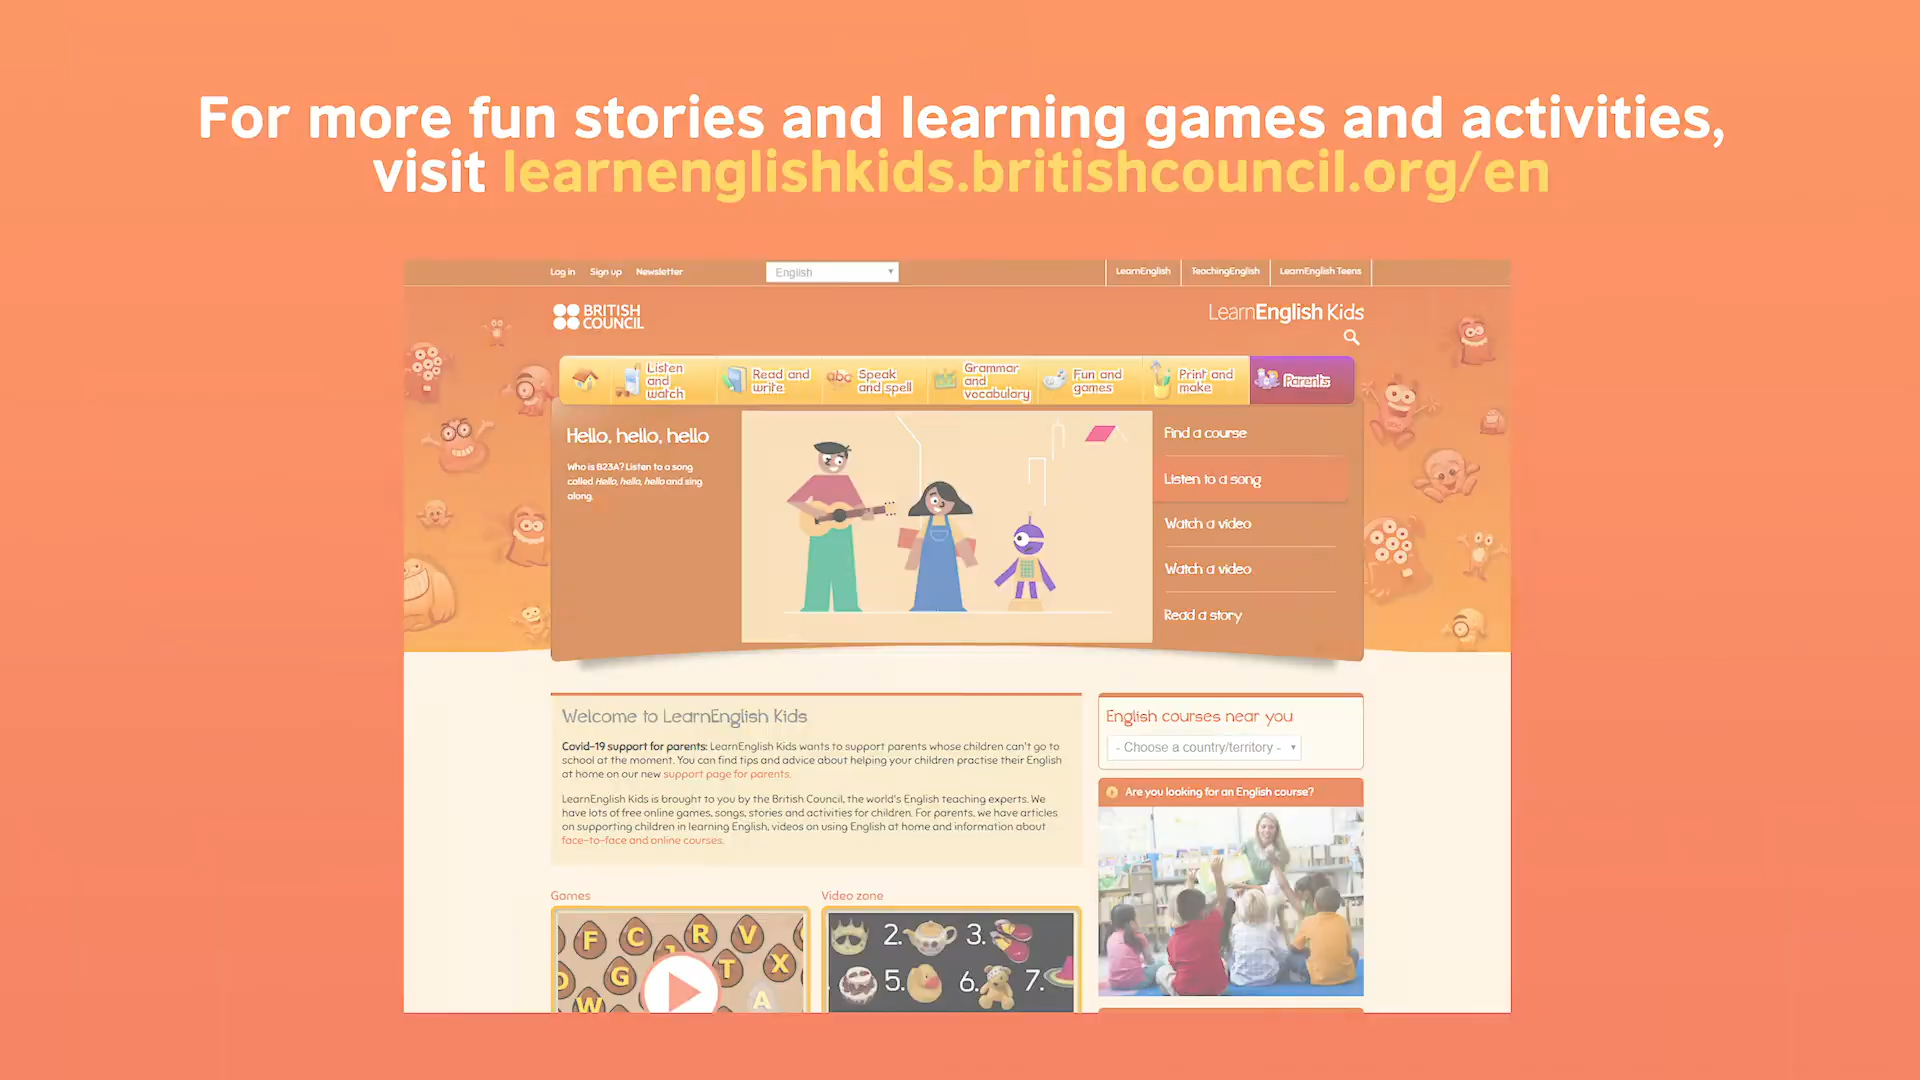 For more fun stories and learning games and activities,
visit learnenglishkids.britishcouncil.org/en
Log in Sign up Newsletter English LearnEnglish TeachingEnglish LearnEnglish Teens
BRITISH
COUNCIL
LearnEnglish Kids
Listen
and
watch
Read and
write
abc
Speak
and spell
Grammar
and
vocabulary
Fun and
games
Print and
make
Parents
Hello, hello, hello
Who is B23A? Listen to a song
called Hello, hello, hello and sing
along.
Find a course
Listen to a song
Watch a video
Watch a video
Read a story
Welcome to LearnEnglish Kids
Covid-19 support for parents: LearnEnglish Kids wants to support parents whose children can't go to
school at the moment. You can find tips and advice about helping your children practise their English
at home on our new support page for parents.
LearnEnglish Kids is brought to you by the British Council, the world's English teaching experts. We
have lots of free online games, songs, stories and activities for children. For parents, we have articles
on supporting children in learning English, videos on using English at home and information about
face-to-face and online courses.
English courses near you
- Choose a country/territory -
Are you looking for an English course?
Games
F C R V
G T X
W A
Video zone
2. 3.
5. 6. 7.